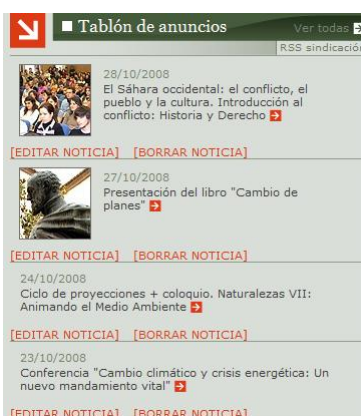 Tablón de anuncios
Ver todas
RSS sindicación
28/10/2008
El Sáhara occidental: el conflicto, el
pueblo y la cultura. Introducción al
conflicto: Historia y Derecho
[EDITAR NOTICIA] [BORRAR NOTICIA]
27/10/2008
Presentación del libro "Cambio de
planes"
[EDITAR NOTICIA] [BORRAR NOTICIA]
24/10/2008
Ciclo de proyecciones + coloquio. Naturalezas VII:
Animando el Medio Ambiente
[EDITAR NOTICIA] [BORRAR NOTICIA]
23/10/2008
Conferencia "Cambio climático y crisis energética: Un
nuevo mandamiento vital"
[EDITAR NOTICIA] [BORRAR NOTICIA]